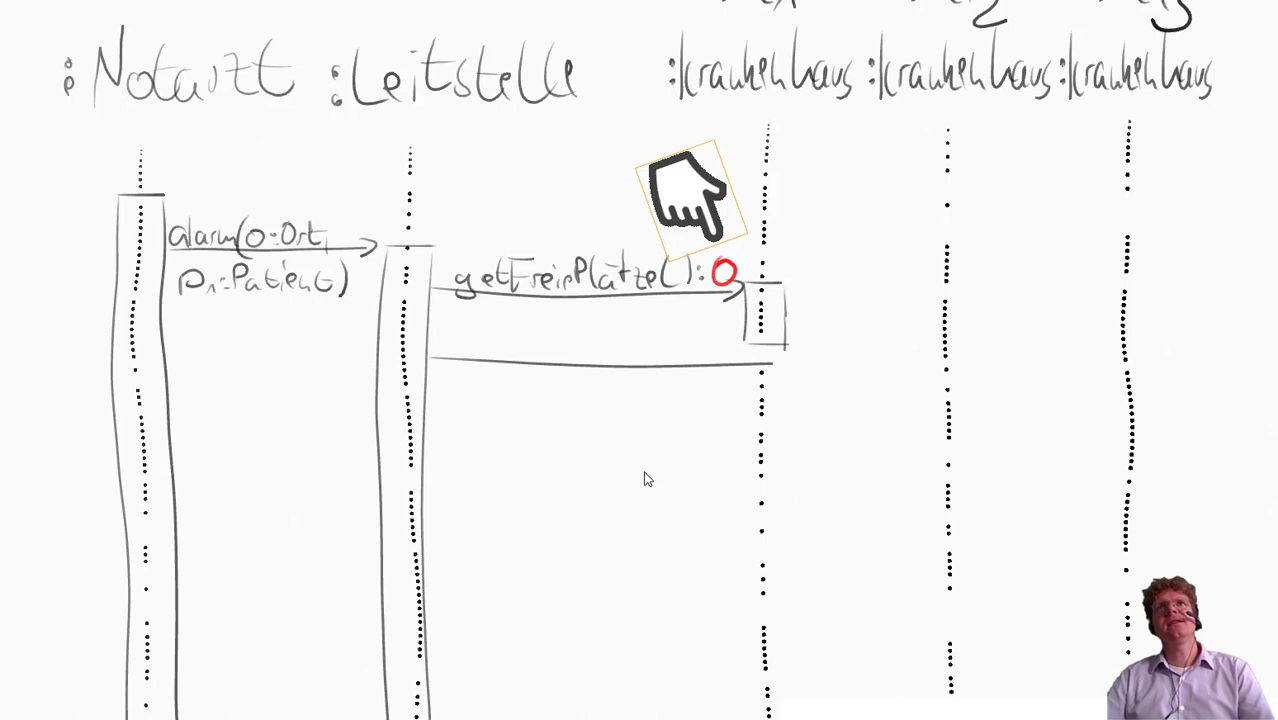 :Notarzt :Leitstelle :Krankenhaus :Krankenhaus :Krankenhaus
alarm(o:Ort,
getFreiePlätze():0
:Patient)